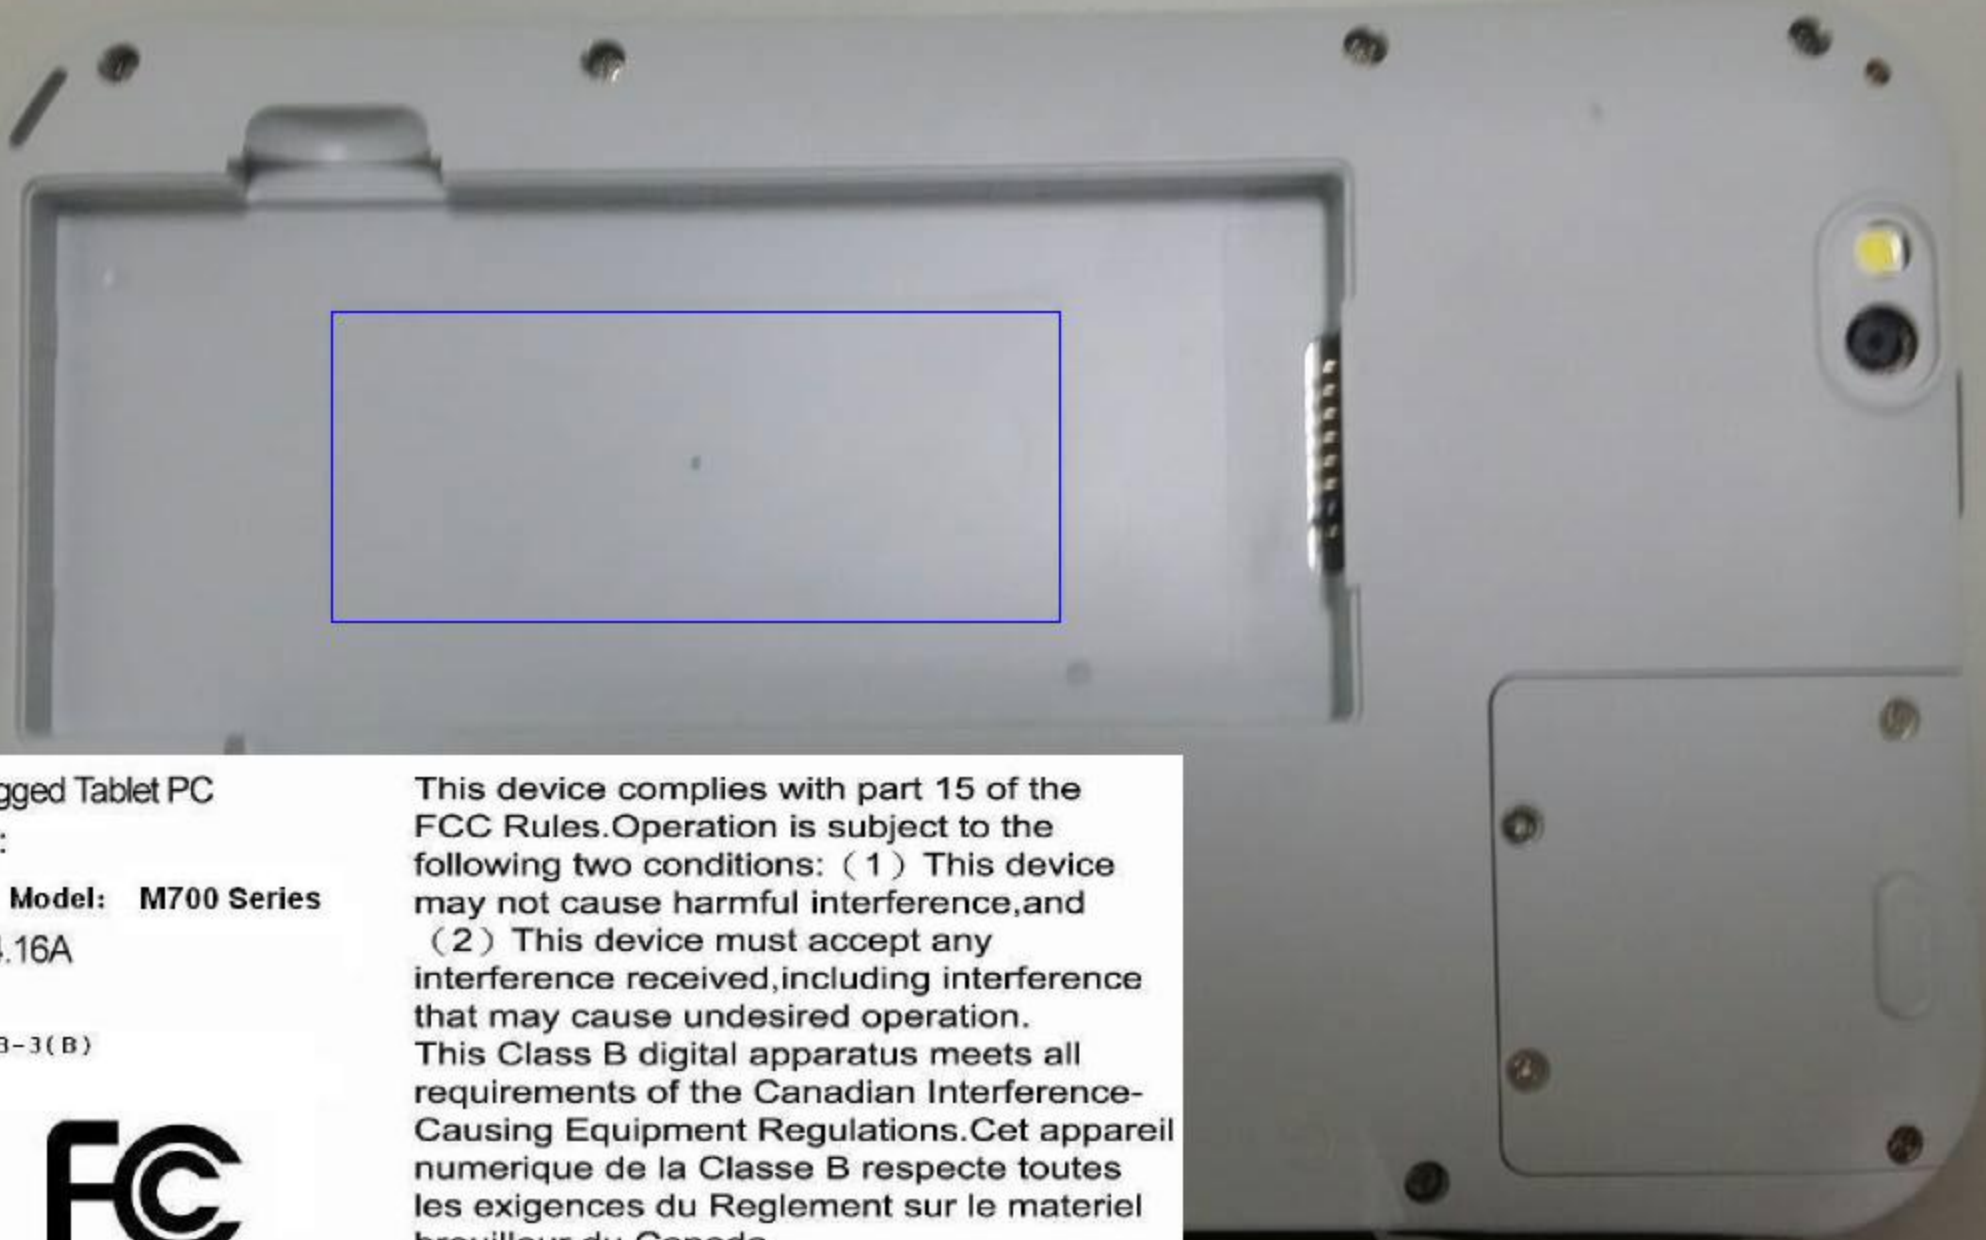 gged Tablet PC
:
Model: M700 Series
.16A
3-3(B)
FC
This device complies with part 15 of the
FCC Rules.Operation is subject to the
following two conditions:（1）This device
may not cause harmful interference,and
（2）This device must accept any
interference received,including interference
that may cause undesired operation.
This Class B digital apparatus meets all
requirements of the Canadian Interference-
Causing Equipment Regulations.Cet appareil
numerique de la Classe B respecte toutes
les exigences du Reglement sur le materiel
brouilleur du Canada.